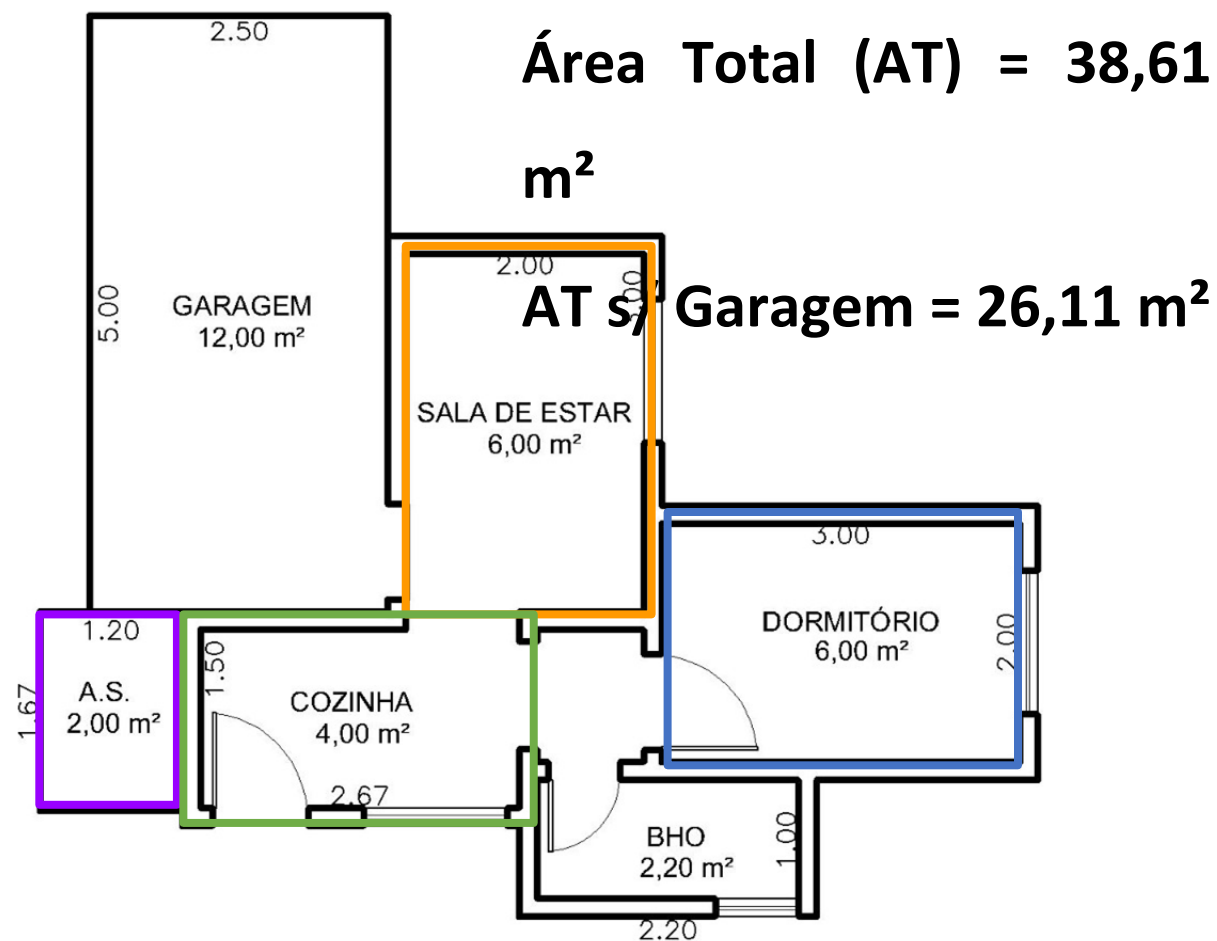 2.50
Área Total (AT) = 38,61
m²
2.00
5.00
GARAGEM
12,00 m²
AT s/ Garagem = 26,11 m²
SALA DE ESTAR
6,00 m²
3.00
1.20
1.50
DORMITÓRIO
6,00 m²
2.00
1.67
A.S.
2,00 m²
COZINHA
4,00 m²
2.67
BHO
2,20 m²
1.00
2.20